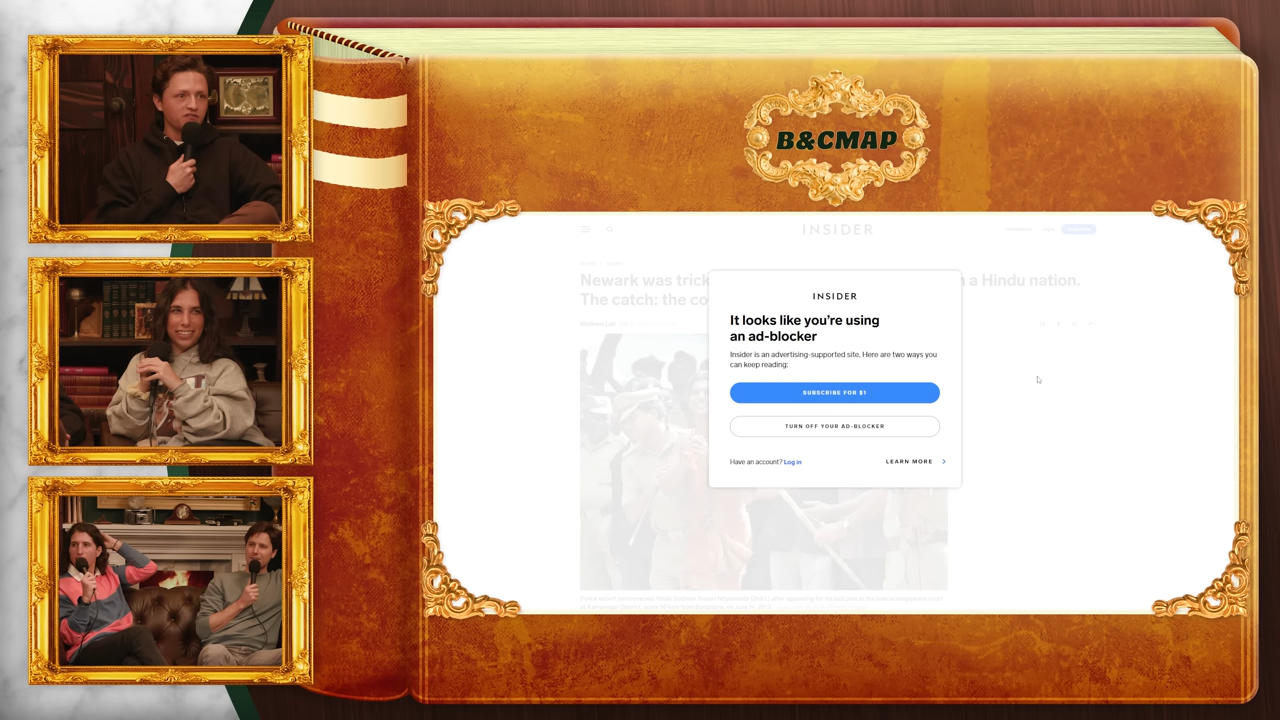 B&CMAP
INSIDER
Newark was trick
a Hindu nation.
The catch: the co
INSIDER
It looks like you're using
an ad-blocker
Insider is an advertising-supported site. Here are two ways you
can keep reading:
SUBSCRIBE FOR $1
TURN OFF YOUR AD-BLOCKER
Have an account? Log in
LEARN MORE